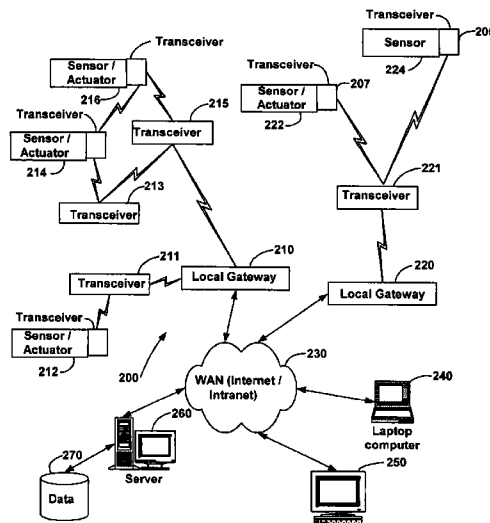 Transceiver
Transceiver
205
Sensor
224
Transceiver
Sensor /
Actuator
216
215
Transceiver
Transceiver
207
Sensor /
Actuator
222
Transceiver
Sensor /
Actuator
214
213
Transceiver
221
Transceiver
211
Transceiver
210
Local Gateway
220
Local Gateway
Transceiver
Sensor /
Actuator
212
200
230
WAN (Internet /
Intranet)
240
Laptop
computer
260
Server
270
Data
250